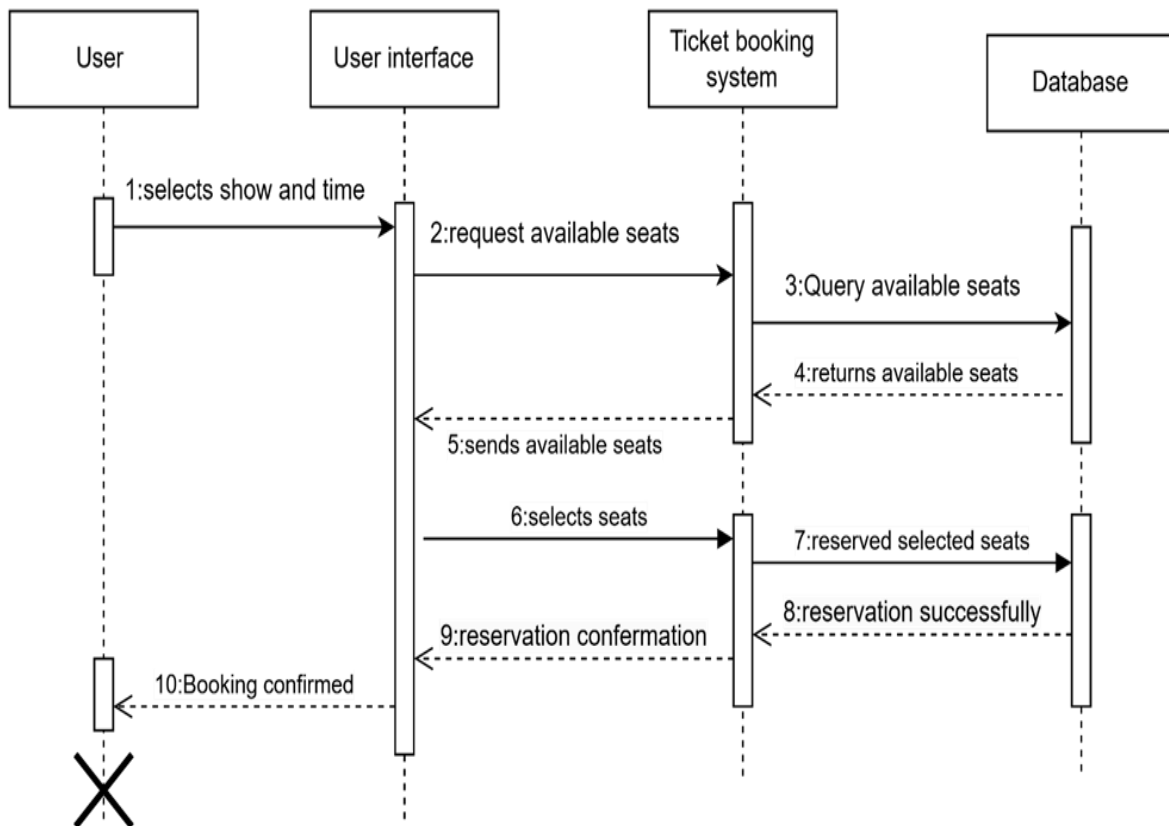 User
User interface
Ticket booking
system
Database
1:selects show and time
2:request available seats
3:Query available seats
4:returns available seats
5:sends available seats
6:selects seats
7:reserved selected seats
8:reservation successfully
9:reservation confermation
10:Booking confirmed